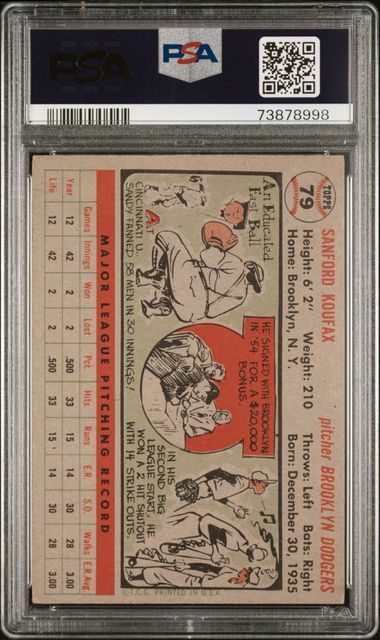 PSA
PSA
73878998
TOPPS
79
SANFORD KOUFAX
pitcher BROOKLYN DODGERS
Height: 6' 2" Weight: 210
Throws: Left Bats: Right
Home: Brooklyn, N. Y.
Born: December 30, 1935
An Educated
Fast Ball
A
CINCINNATI U.
SANDY FANNED 58 MEN IN 30 INNINGS!
HE SIGNED WITH BROOKLYN
IN '54 FOR A $20,000
BONUS.
IN HIS
SECOND BIG
LEAGUE START, HE
WON A 2 HIT SHUTOUT
WITH 14 STRIKE OUTS.
MAJOR LEAGUE PITCHING RECORD
Games Innings Won Lost Pct. Hits Runs E.R. S.O. Walks E.R.Avg.
Year 12 42 2 2 .500 33 15 14 30 28 3.00
Life 12 42 2 2 .500 33 15 14 30 28 3.00
©T.C.G. PRINTED IN U.S.A.